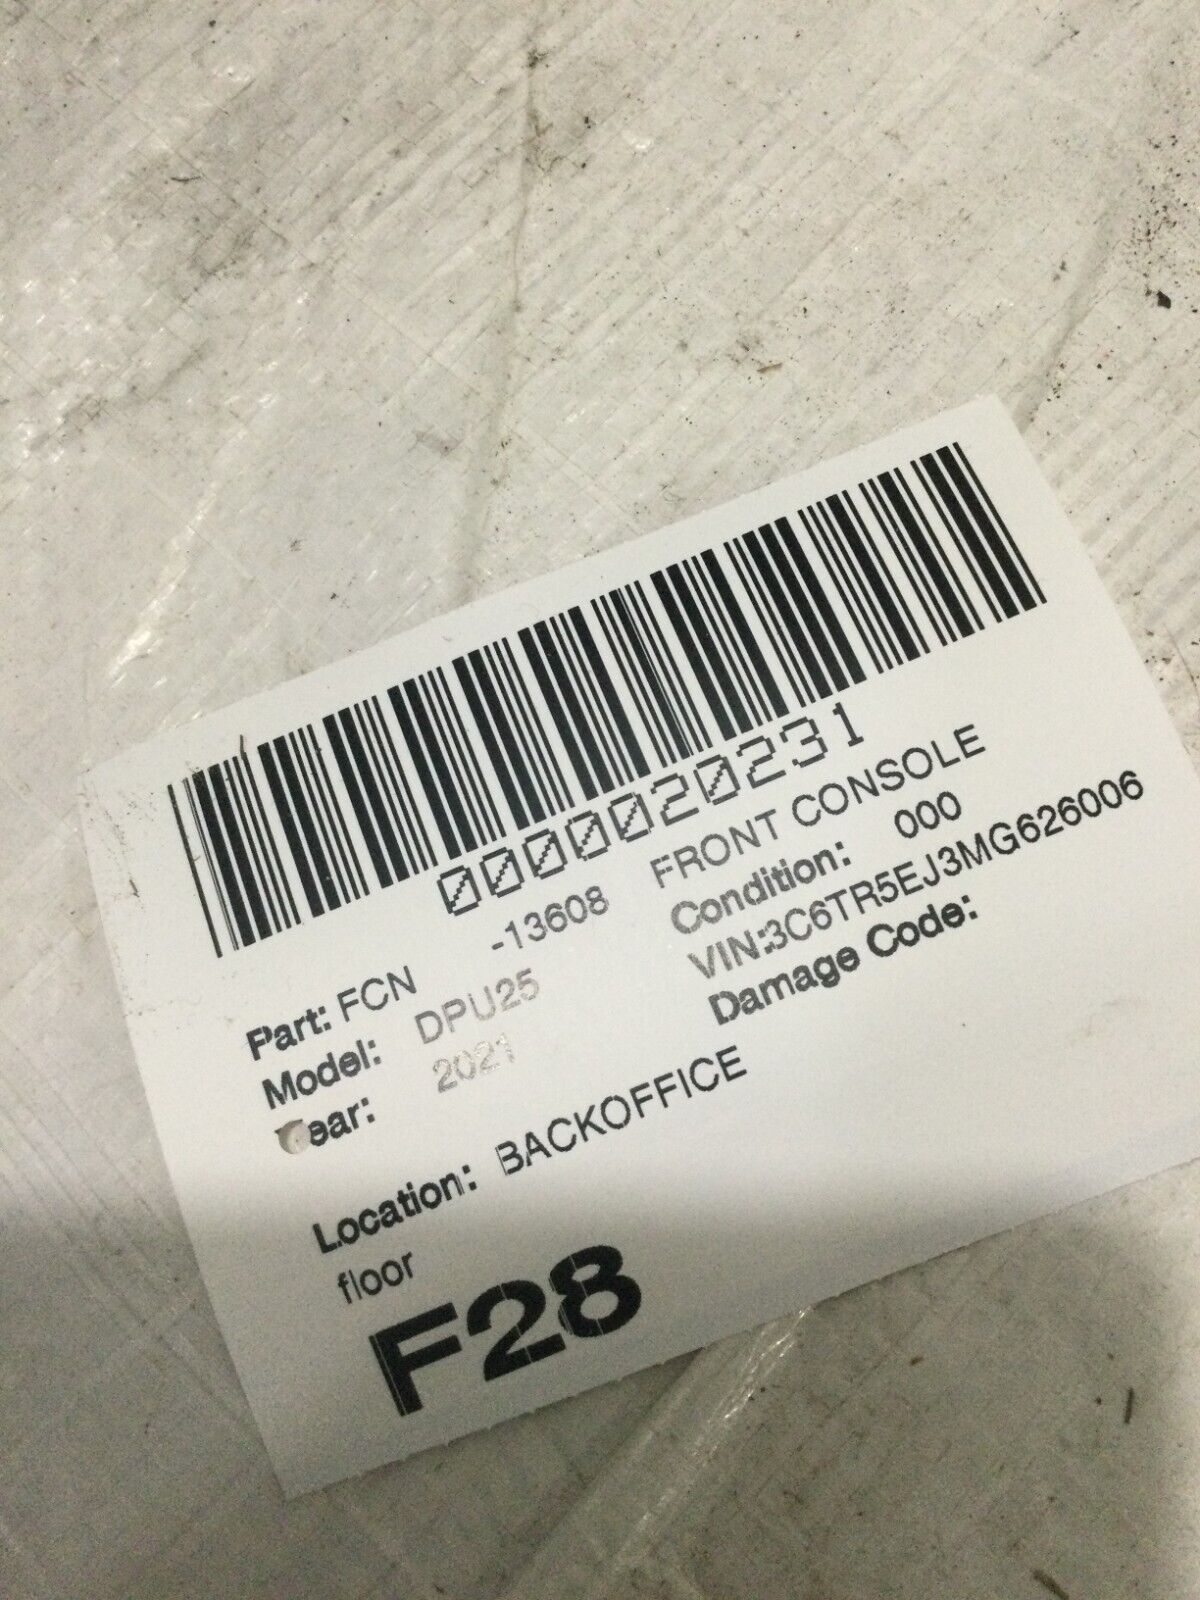 0000020231
Part: FCN -13608 FRONT CONSOLE
Model: DPU25 Condition: 000
Year: 2021 VIN:3C6TR5EJ3MG626006
Damage Code:
Location: BACKOFFICE
floor
F28